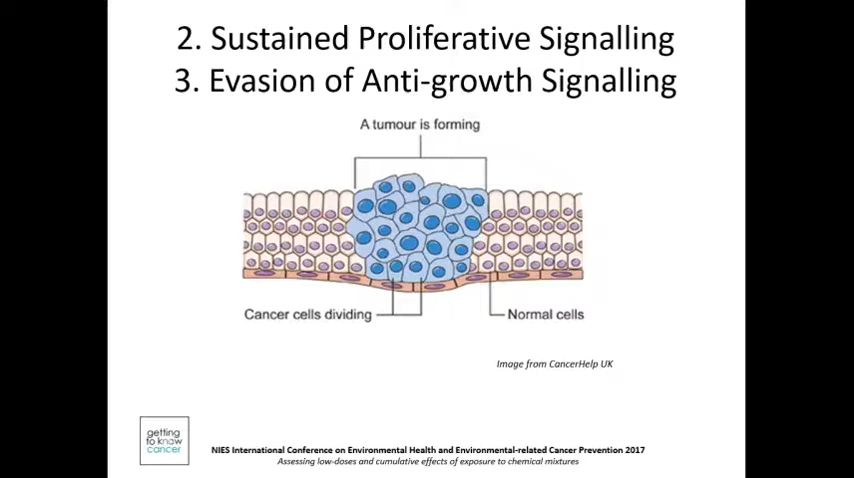 2. Sustained Proliferative Signalling
3. Evasion of Anti-growth Signalling
A tumour is forming
Cancer cells dividing
Normal cells
Image from CancerHelp UK
getting
to know
cancer
NIES International Conference on Environmental Health and Environmental-related Cancer Prevention 2017
Assessing low-doses and cumulative effects of exposure to chemical mixtures